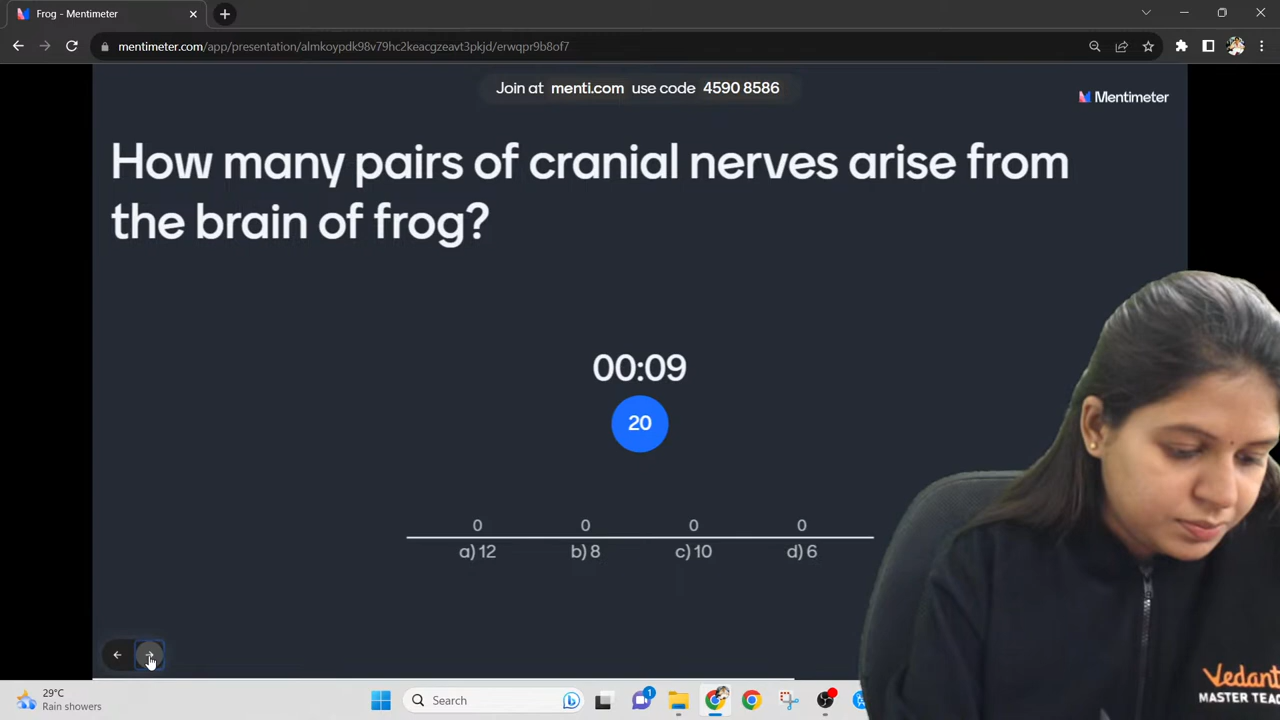 Frog - Mentimeter
mentimeter.com/app/presentation/almkoypdk98v79hc2keacgzeavt3pkjd/erwqpr9b8of7
Join at menti.com use code 4590 8586
Mentimeter
How many pairs of cranial nerves arise from
the brain of frog?
00:09
20
0 0 0 0
a) 12 b) 8 c) 10 d) 6
Vedant
MASTER TEA
29°C
Rain showers
Search
1